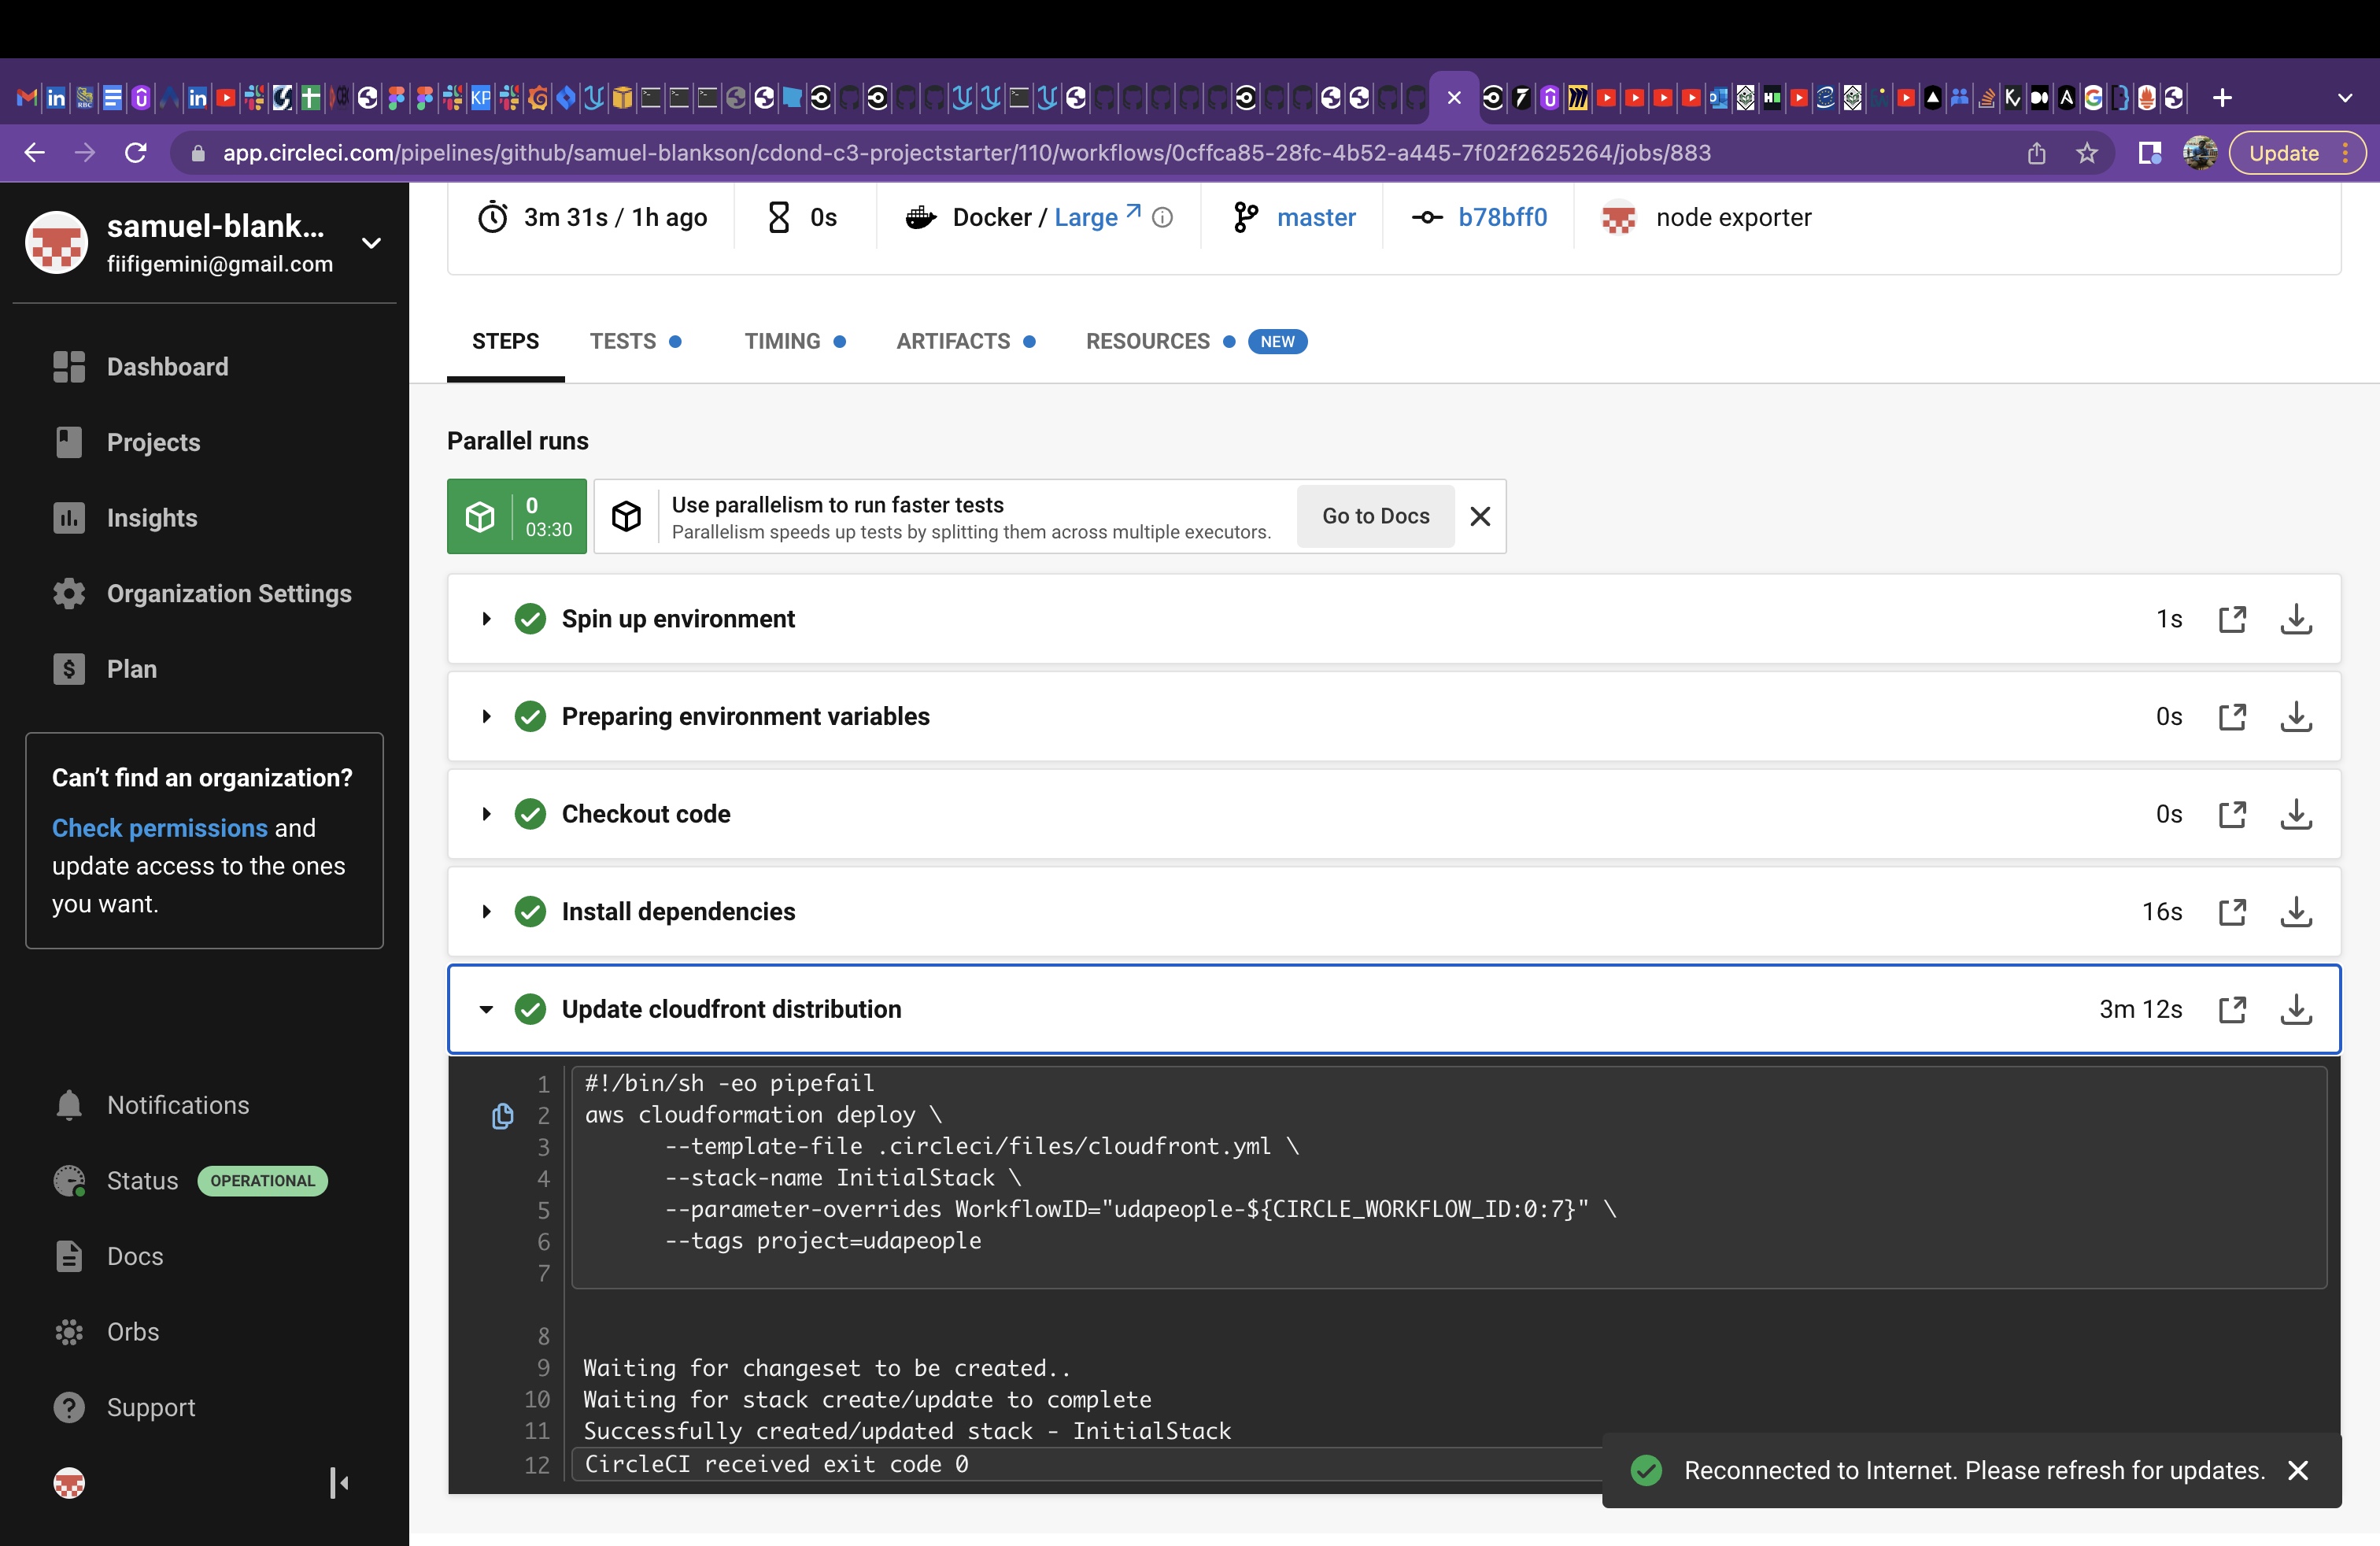 app.circleci.com/pipelines/github/samuel-blankson/cdond-c3-projectstarter/110/workflows/0cffca85-28fc-4b52-a445-7f02f2625264/jobs/883
Update
samuel-blank...
fiifigemini@gmail.com
Dashboard
Projects
Insights
Organization Settings
Plan
Can't find an organization?
Check permissions and
update access to the ones
you want.
Notifications
Status OPERATIONAL
Docs
Orbs
Support
3m 31s / 1h ago
0s
Docker / Large
master
b78bff0
node exporter
STEPS TESTS TIMING ARTIFACTS RESOURCES NEW
Parallel runs
0
03:30
Use parallelism to run faster tests
Parallelism speeds up tests by splitting them across multiple executors.
Go to Docs
Spin up environment 1s
Preparing environment variables 0s
Checkout code 0s
Install dependencies 16s
Update cloudfront distribution 3m 12s
1 #!/bin/sh -eo pipefail
2 aws cloudformation deploy \
3 --template-file .circleci/files/cloudfront.yml \
4 --stack-name InitialStack \
5 --parameter-overrides WorkflowID="udapeople-${CIRCLE_WORKFLOW_ID:0:7}" \
6 --tags project=udapeople
7
8
9 Waiting for changeset to be created..
10 Waiting for stack create/update to complete
11 Successfully created/updated stack - InitialStack
12 CircleCI received exit code 0
Reconnected to Internet. Please refresh for updates.